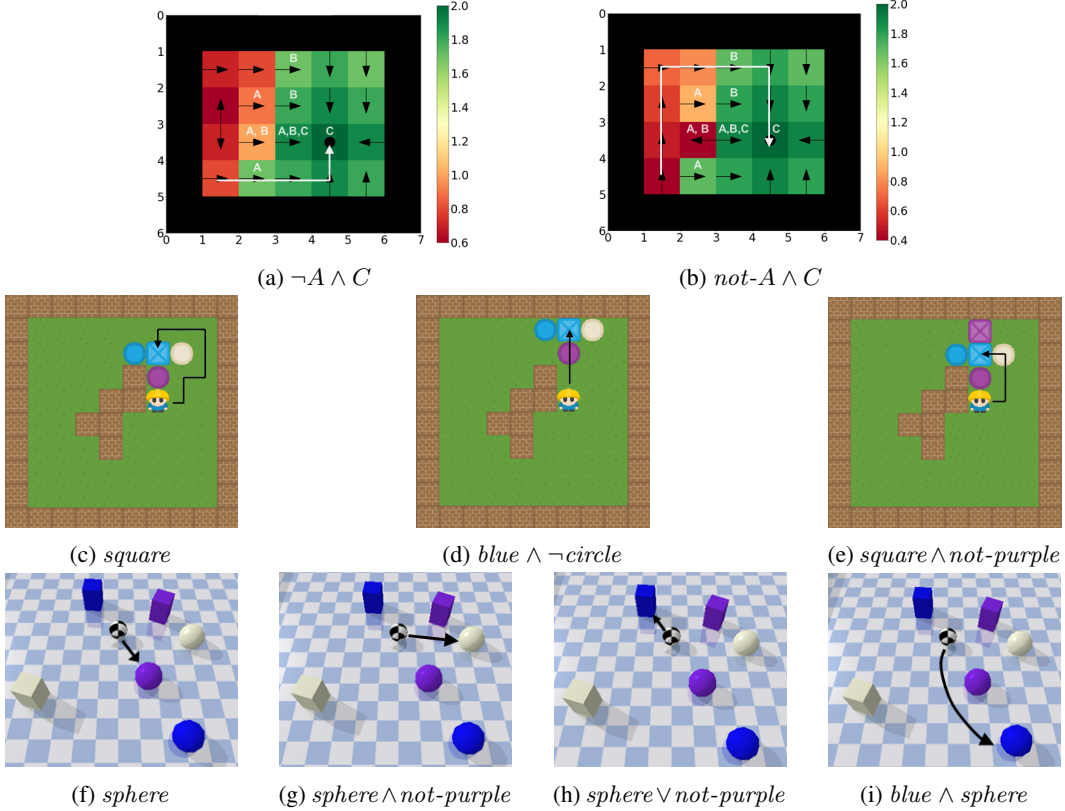 0
1
2
3
4
5
6
0 1 2 3 4 5 6 7
B
A B
A, B A,B,C C
A
2.0
1.8
1.6
1.4
1.2
1.0
0.8
0.6
(a) ¬A ∧ C
0
1
2
3
4
5
6
0 1 2 3 4 5 6 7
B
A B
A, B A,B,C C
A
2.0
1.8
1.6
1.4
1.2
1.0
0.8
0.6
0.4
(b) not-A ∧ C
(c) square
(d) blue ∧ ¬circle
(e) square ∧ not-purple
(f) sphere
(g) sphere ∧ not-purple
(h) sphere ∨ not-purple
(i) blue ∧ sphere